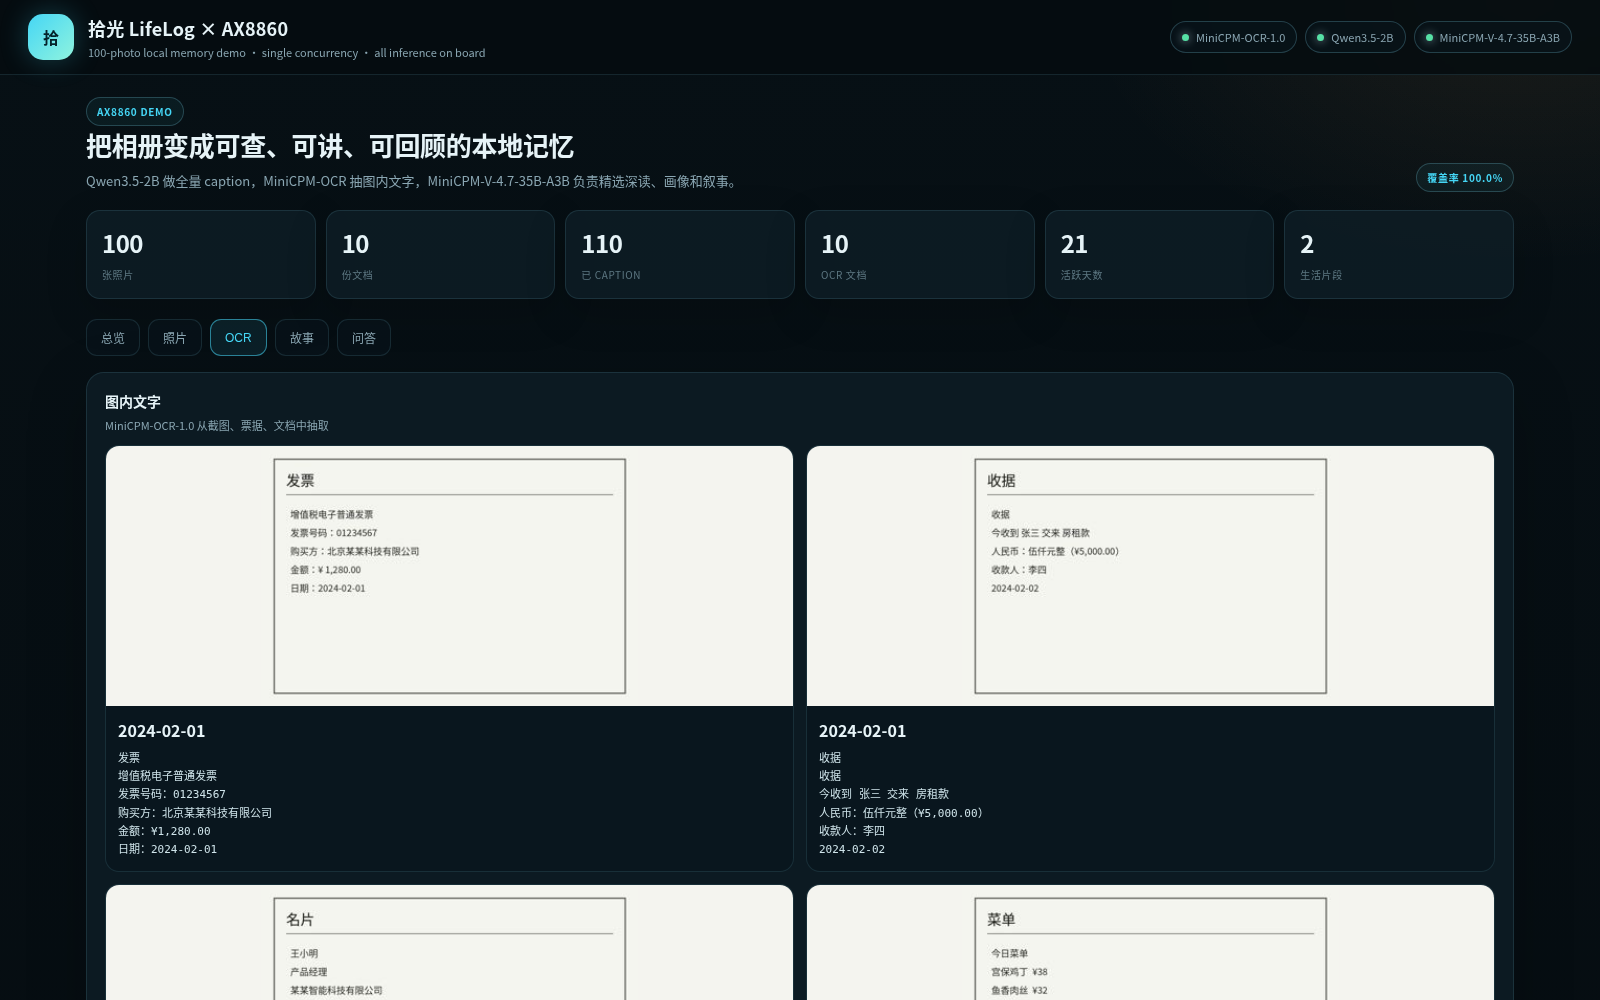 拾
拾光 LifeLog × AX8860
100-photo local memory demo · single concurrency · all inference on board
MiniCPM-OCR-1.0
Qwen3.5-2B
MiniCPM-V-4.7-35B-A3B
AX8860 DEMO
把相册变成可查、可讲、可回顾的本地记忆
Qwen3.5-2B 做全量 caption，MiniCPM-OCR 抽图内文字，MiniCPM-V-4.7-35B-A3B 负责精选深读、画像和叙事。
覆盖率 100.0%
100
张照片
10
份文档
110
已 CAPTION
10
OCR 文档
21
活跃天数
2
生活片段
总览
照片
OCR
故事
问答
图内文字
MiniCPM-OCR-1.0 从截图、票据、文档中抽取
发票
增值税电子普通发票
发票号码：01234567
购买方：北京某某科技有限公司
金额：¥ 1,280.00
日期：2024-02-01
2024-02-01
发票
增值税电子普通发票
发票号码：01234567
购买方：北京某某科技有限公司
金额：¥1,280.00
日期：2024-02-01
收据
收据
今收到 张三 交来 房租款
人民币：伍仟元整（¥5,000.00）
收款人：李四
2024-02-02
2024-02-01
收据
收据
今收到 张三 交来 房租款
人民币：伍仟元整（¥5,000.00）
收款人：李四
2024-02-02
名片
王小明
产品经理
某某智能科技有限公司
菜单
今日菜单
宫保鸡丁 ¥38
鱼香肉丝 ¥32